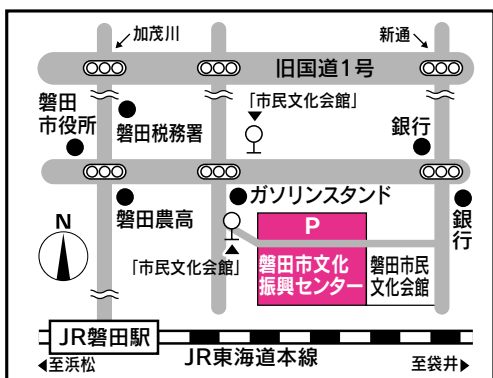 加茂川
新通
旧国道1号
磐田
市役所
磐田税務署
「市民文化会館」
銀行
ガソリンスタンド
磐田農高
N
「市民文化会館」
P
磐田市文化
振興センター
磐田市民
文化会館
銀行
JR磐田駅
JR東海道本線
◀至浜松
至袋井▶